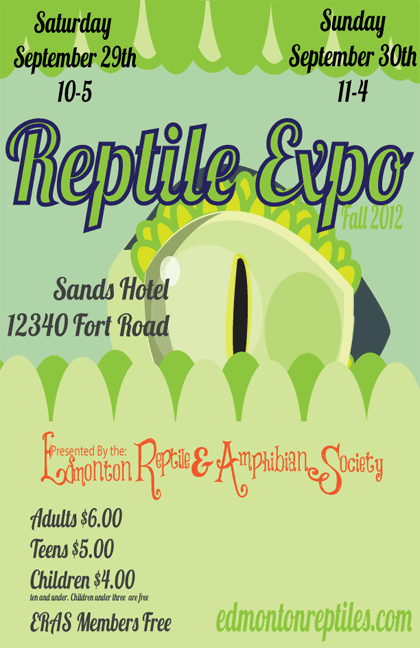 Saturday
September 29th
10-5
Sunday
September 30th
11-4
Reptile Expo
Fall 2012
Sands Hotel
12340 Fort Road
Presented By the:
Edmonton Reptile & Amphibian Society
Adults $6.00
Teens $5.00
Children $4.00
ten and under. Children under three are free
ERAS Members Free
edmontonreptiles.com